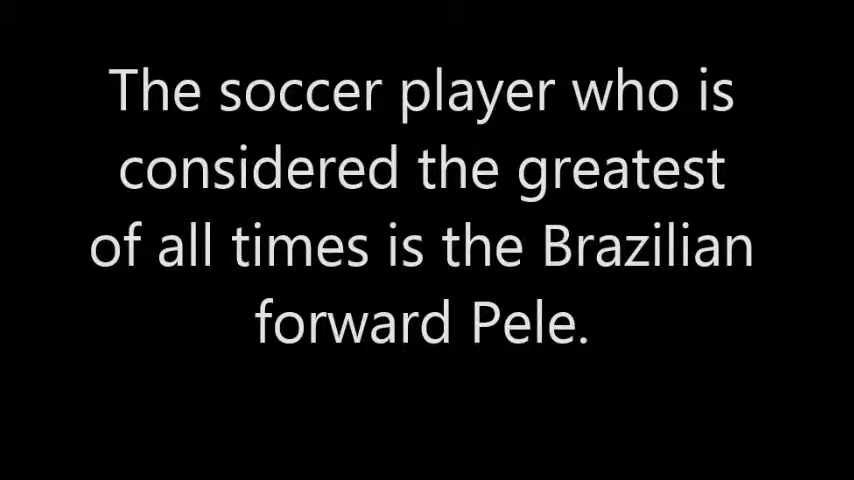 The soccer player who is
considered the greatest
of all times is the Brazilian
forward Pele.